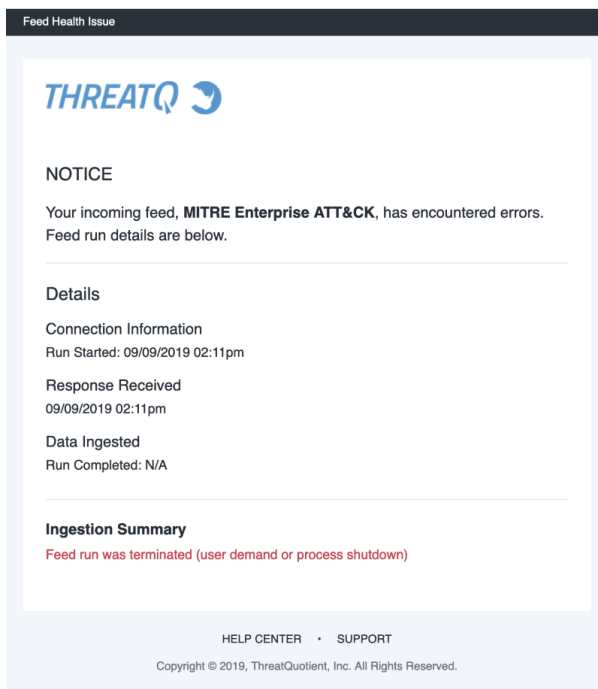 Feed Health Issue
THREATQ
NOTICE
Your incoming feed, MITRE Enterprise ATT&CK, has encountered errors.
Feed run details are below.
Details
Connection Information
Run Started: 09/09/2019 02:11pm
Response Received
09/09/2019 02:11pm
Data Ingested
Run Completed: N/A
Ingestion Summary
Feed run was terminated (user demand or process shutdown)
HELP CENTER • SUPPORT
Copyright © 2019, ThreatQuotient, Inc. All Rights Reserved.